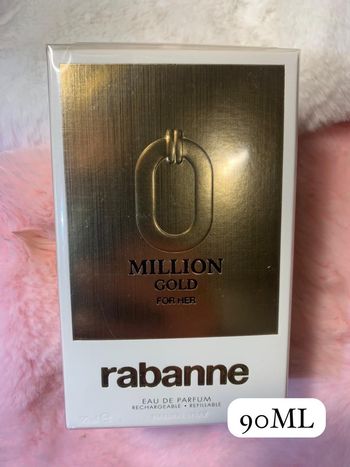 MILLION
GOLD
FOR HER
rabanne
EAU DE PARFUM
RECHARGEABLE • REFILLABLE
90ML